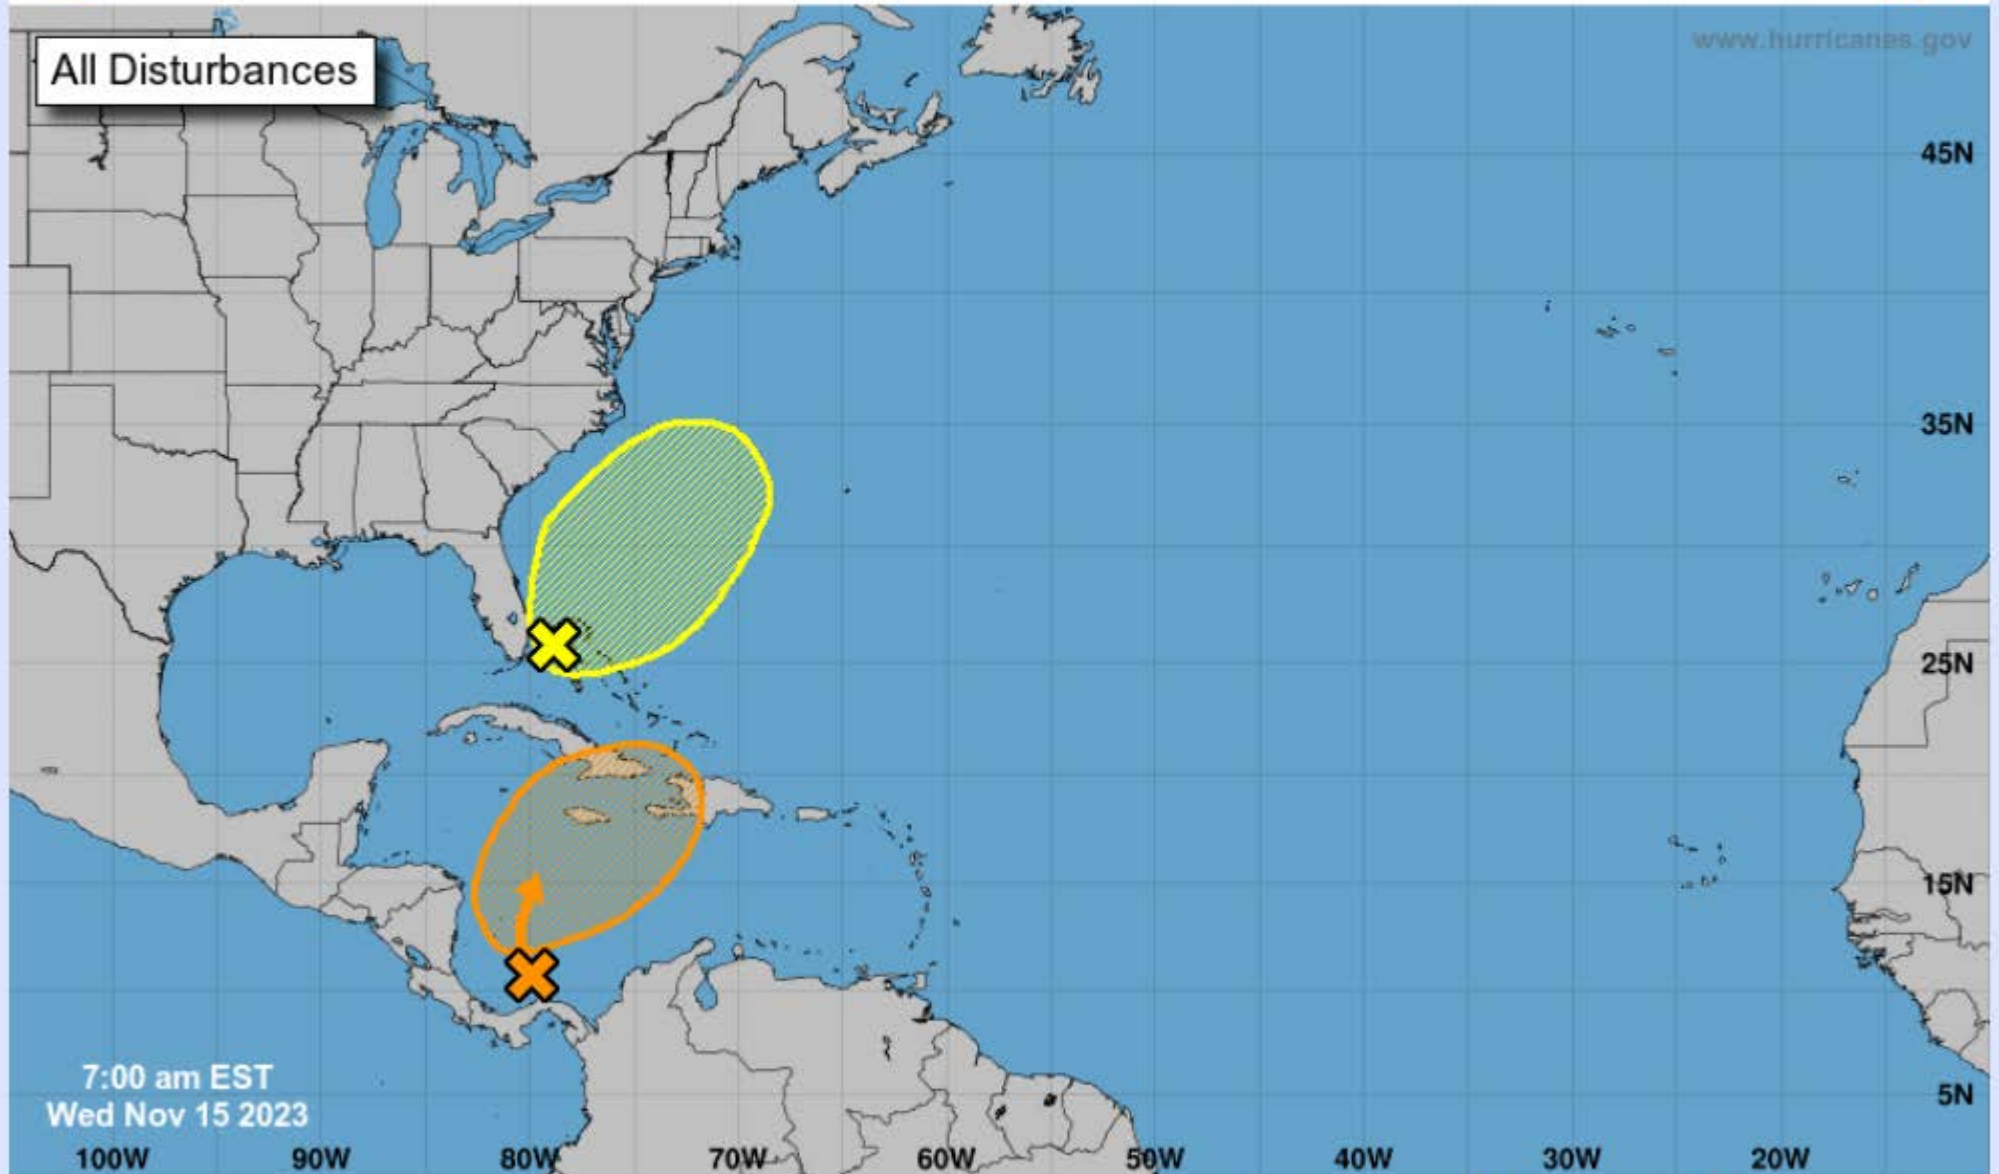 All Disturbances
www.hurricanes.gov
45N
35N
25N
15N
7:00 am EST
Wed Nov 15 2023
5N
100W 90W 80W 70W 60W 50W 40W 30W 20W